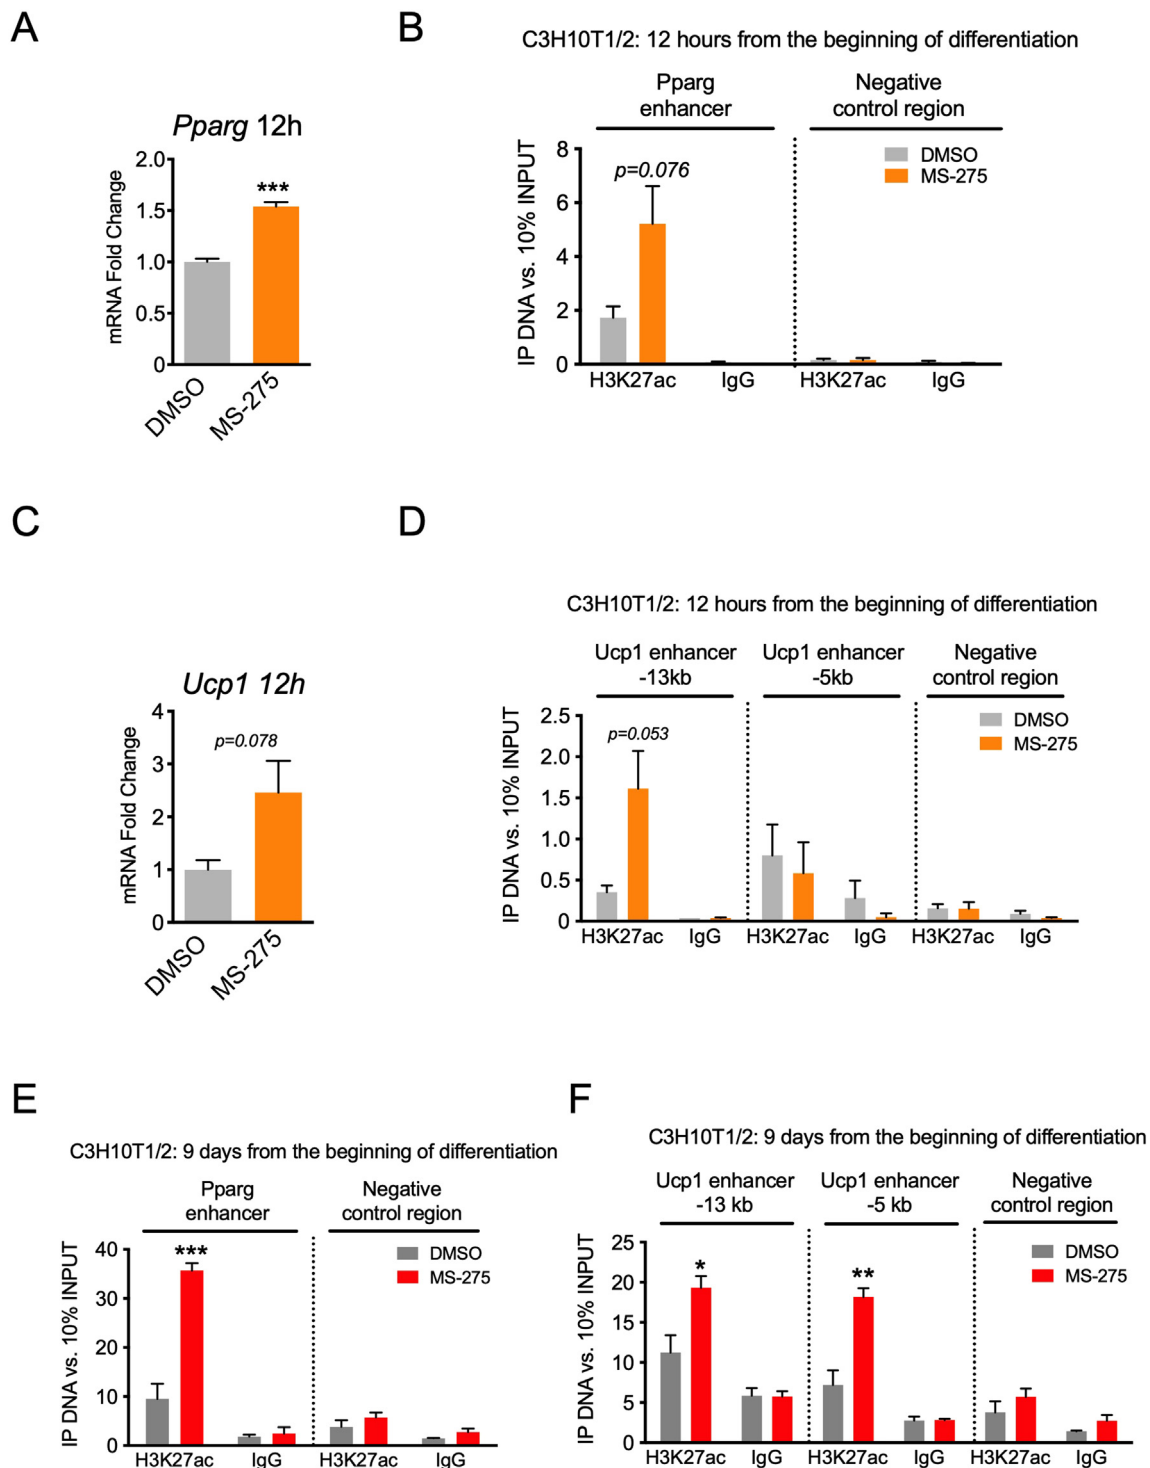 A
Pparg 12h
mRNA Fold Change
2.0
1.5
1.0
0.5
0
***
DMSO
MS-275
B
C3H10T1/2: 12 hours from the beginning of differentiation
Pparg
enhancer
Negative
control region
IP DNA vs. 10% INPUT
8
6
4
2
0
p=0.076
DMSO
MS-275
H3K27ac
IgG
H3K27ac
IgG
C
Ucp1 12h
mRNA Fold Change
4
3
2
1
0
p=0.078
DMSO
MS-275
D
C3H10T1/2: 12 hours from the beginning of differentiation
Ucp1 enhancer
-13kb
Ucp1 enhancer
-5kb
Negative
control region
IP DNA vs. 10% INPUT
2.5
2.0
1.5
1.0
0.5
0
p=0.053
DMSO
MS-275
H3K27ac
IgG
H3K27ac
IgG
H3K27ac
IgG
E
C3H10T1/2: 9 days from the beginning of differentiation
Pparg
enhancer
Negative
control region
IP DNA vs. 10% INPUT
40
30
20
10
0
***
DMSO
MS-275
H3K27ac
IgG
H3K27ac
IgG
F
C3H10T1/2: 9 days from the beginning of differentiation
Ucp1 enhancer
-13 kb
Ucp1 enhancer
-5 kb
Negative
control region
IP DNA vs. 10% INPUT
25
20
15
10
5
0
*
**
DMSO
MS-275
H3K27ac
IgG
H3K27ac
IgG
H3K27ac
IgG